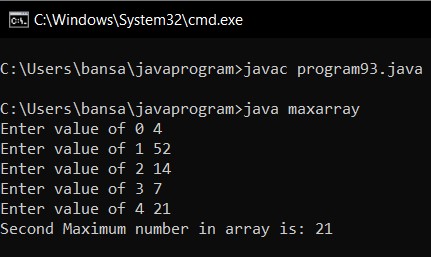 C:\Windows\System32\cmd.exe
C:\Users\bansa\javaprogram>javac program93.java
C:\Users\bansa\javaprogram>java maxarray
Enter value of 0 4
Enter value of 1 52
Enter value of 2 14
Enter value of 3 7
Enter value of 4 21
Second Maximum number in array is: 21